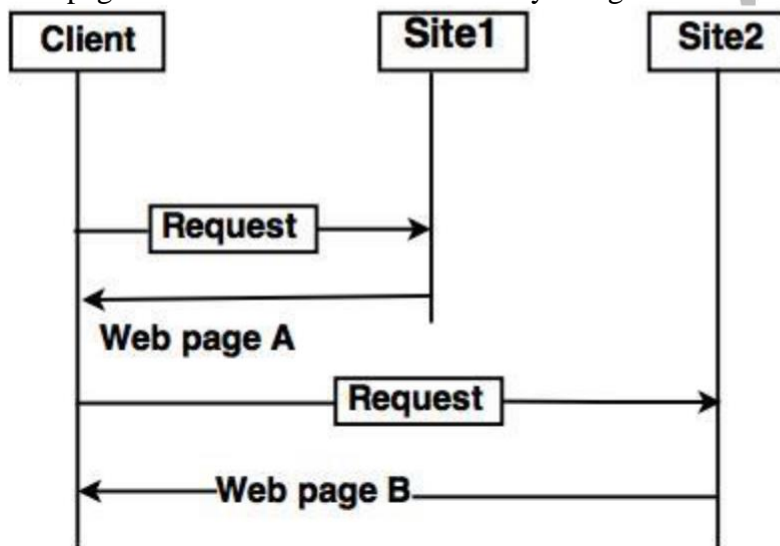 Client
Site1
Site2
Request
Web page A
Request
Web page B